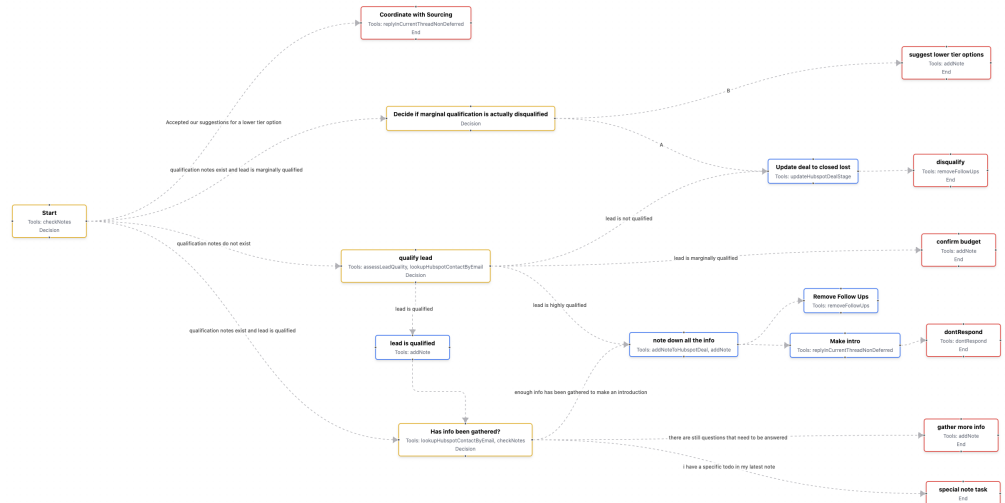 Coordinate with Sourcing
Tools: replyInCurrentThreadNonDeferred
End
suggest lower tier options
Tools: addNote
End
B
Decide if marginal qualification is actually disqualified
Decision
Accepted our suggestions for a lower tier option
A
qualification notes exist and lead is marginally qualified
Update deal to closed lost
Tools: updateHubspotDealStage
disqualify
Tools: removeFollowUps
End
Start
Tools: checkNotes
Decision
lead is not qualified
qualification notes do not exist
confirm budget
Tools: addNote
End
qualify lead
Tools: assessLeadQuality, lookupHubspotContactByEmail
Decision
lead is marginally qualified
lead is qualified
lead is highly qualified
Remove Follow Ups
Tools: removeFollowUps
qualification notes exist and lead is qualified
lead is qualified
Tools: addNote
note down all the info
Tools: addNoteToHubspotDeal, addNote
Make intro
Tools: replyInCurrentThreadNonDeferred
dontRespond
Tools: dontRespond
End
enough info has been gathered to make an introduction
Has info been gathered?
Tools: lookupHubspotContactByEmail, checkNotes
Decision
there are still questions that need to be answered
gather more info
Tools: addNote
End
i have a specific todo in my latest note
special note task
End